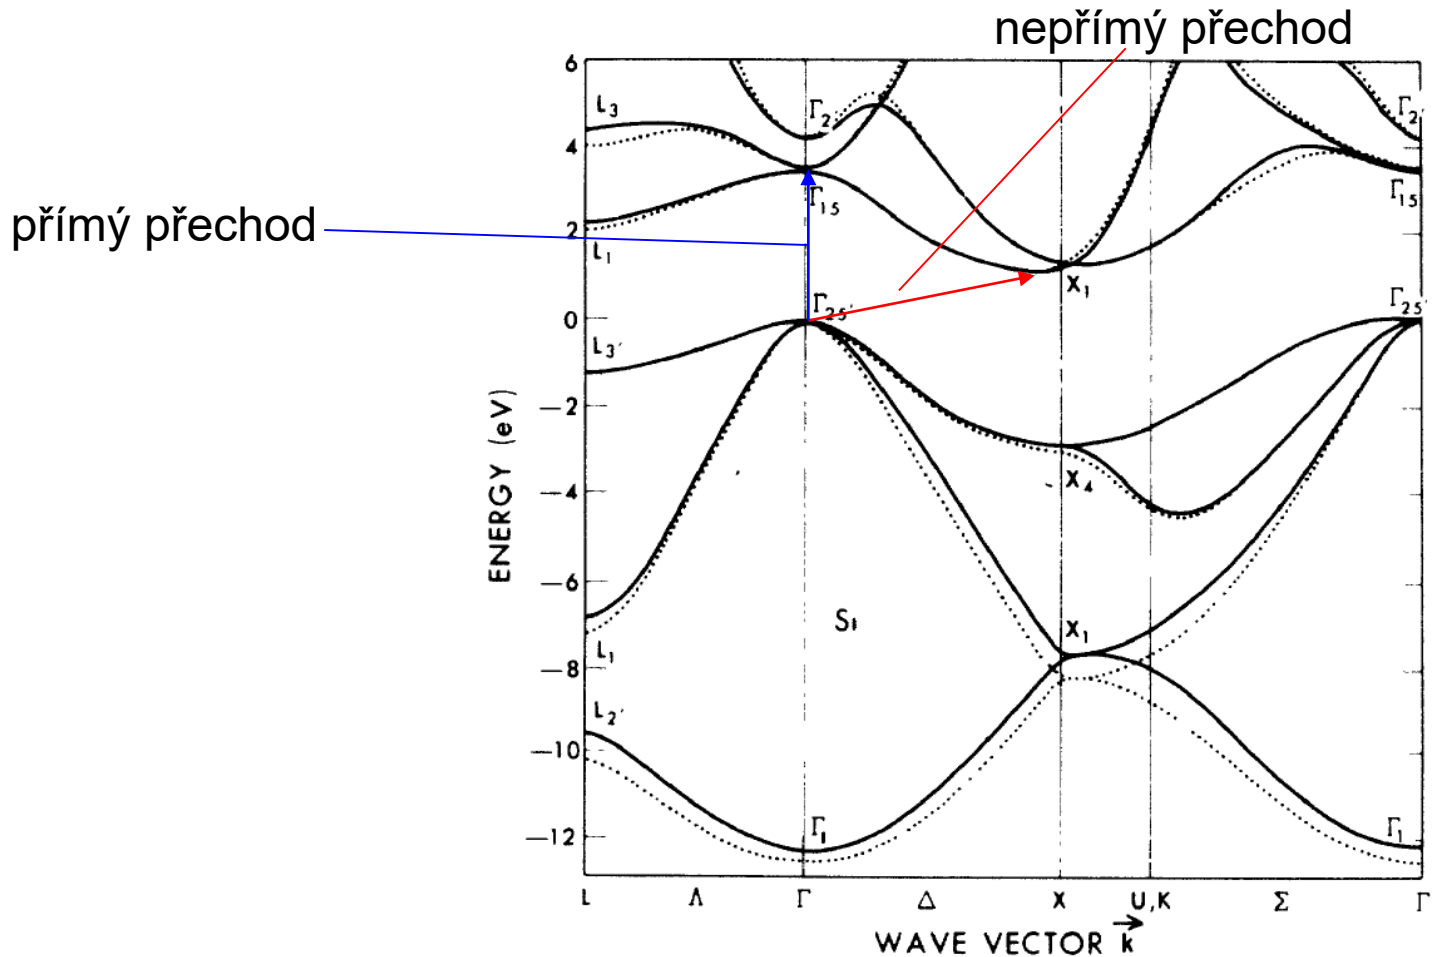 nepřímý přechod
přímý přechod
6
4
2
0
−2
−4
−6
−8
−10
−12
ENERGY (eV)
L3
L1
L3′
L1
L2′
Γ2
Γ15
Γ25′
Γ1
X1
X4
X1
Si
Γ2
Γ15
Γ25
Γ1
L Λ Γ Δ X U,K Σ Γ
WAVE VECTOR k